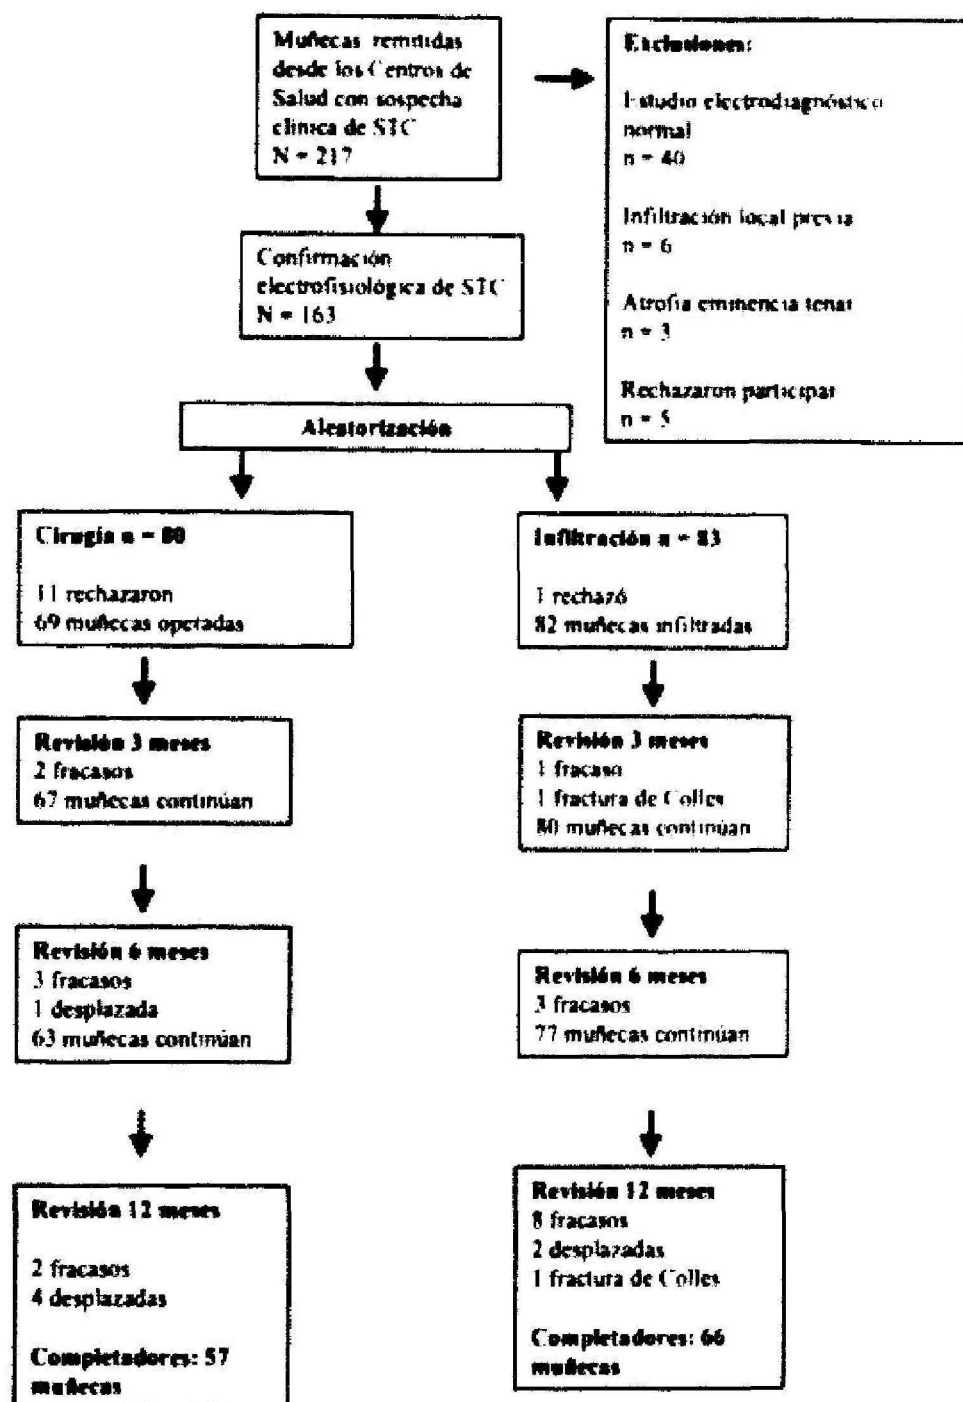 Muñecas remitidas
desde los Centros de
Salud con sospecha
clínica de STC
N = 217
Exclusiones:
Estudio electrodiagnóstico
normal
n = 40
Infiltración local previa
n = 6
Atrofia eminencia tenar
n = 3
Rechazaron participar
n = 5
Confirmación
electrofisiológica de STC
N = 163
Aleatorización
Cirugía n = 80
11 rechazaron
69 muñecas operadas
Infiltración n = 83
1 rechazó
82 muñecas infiltradas
Revisión 3 meses
2 fracasos
67 muñecas continúan
Revisión 3 meses
1 fracaso
1 fractura de Colles
80 muñecas continúan
Revisión 6 meses
3 fracasos
1 desplazada
63 muñecas continúan
Revisión 6 meses
3 fracasos
77 muñecas continúan
Revisión 12 meses
2 fracasos
4 desplazadas
Completadores: 57
muñecas
Revisión 12 meses
8 fracasos
2 desplazadas
1 fractura de Colles
Completadores: 66
muñecas